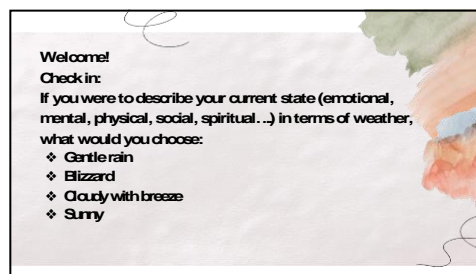 Welcome!
Check in:
If you were to describe your current state (emotional,
mental, physical, social, spiritual...) in terms of weather,
what would you choose:
❖ Gentle rain
❖ Blizzard
❖ Cloudy with breeze
❖ Sunny